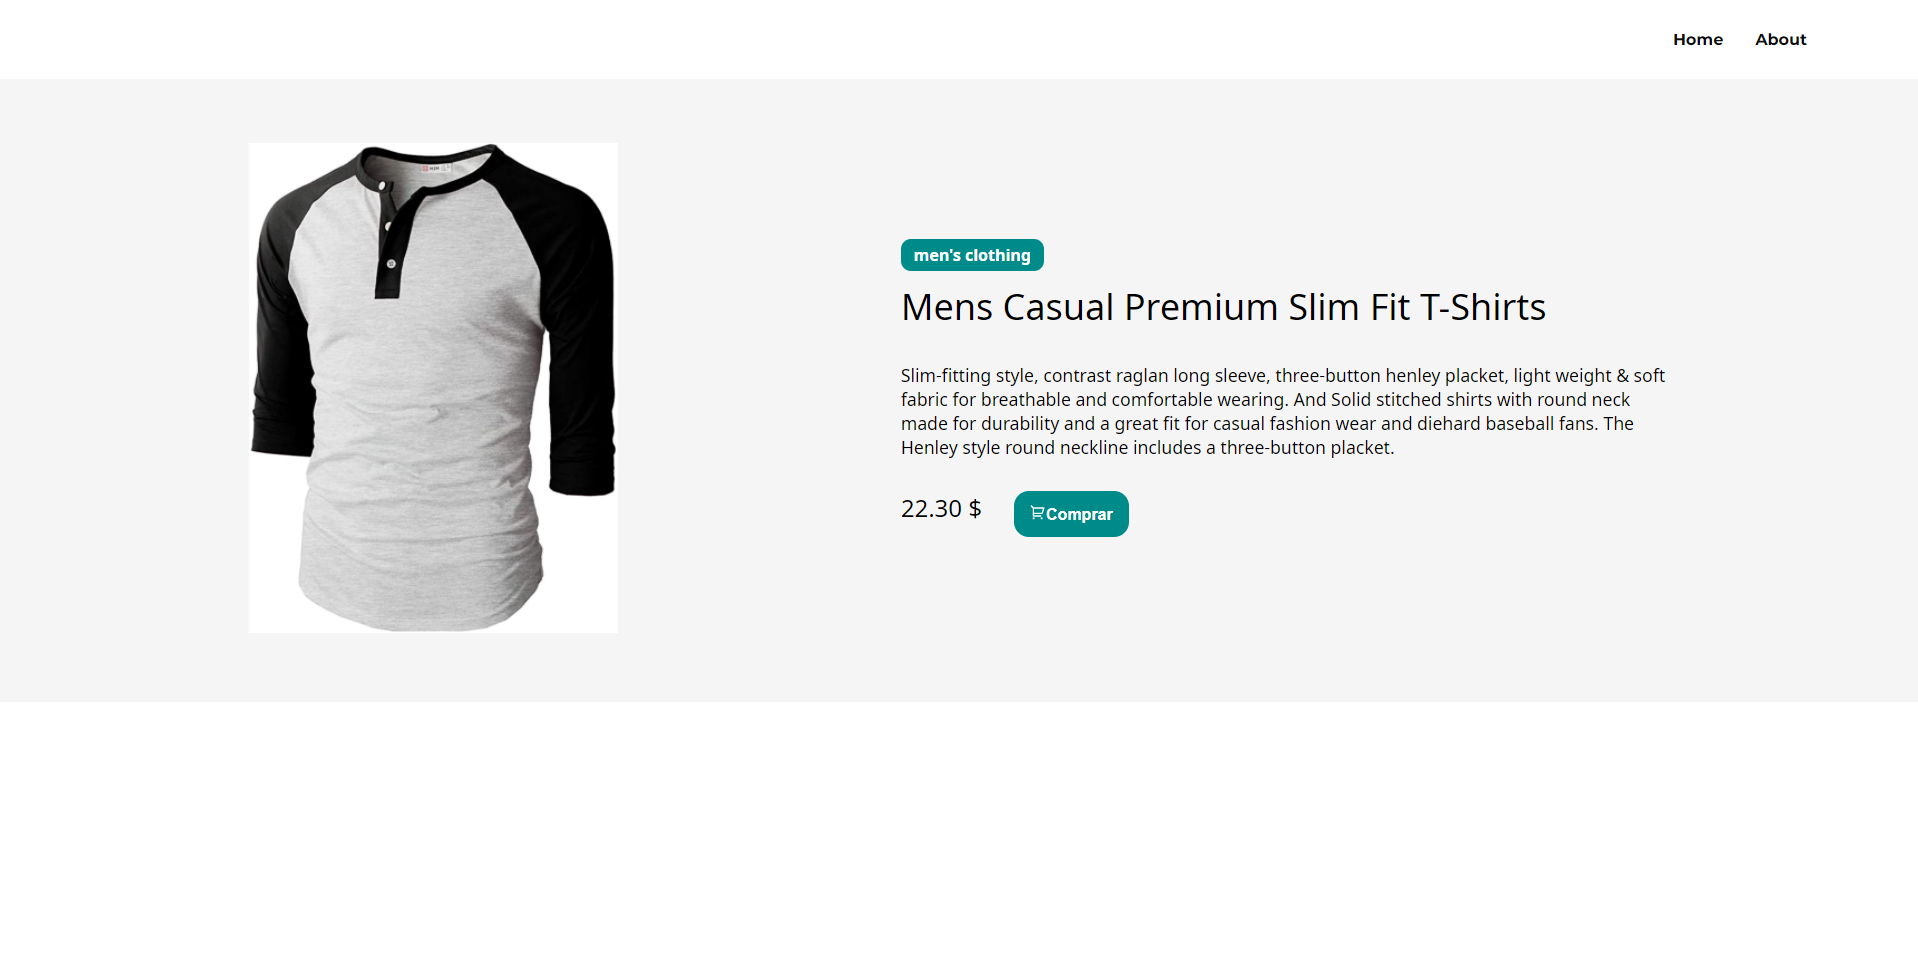 Home About
men's clothing
Mens Casual Premium Slim Fit T-Shirts
Slim-fitting style, contrast raglan long sleeve, three-button henley placket, light weight & soft
fabric for breathable and comfortable wearing. And Solid stitched shirts with round neck
made for durability and a great fit for casual fashion wear and diehard baseball fans. The
Henley style round neckline includes a three-button placket.
22.30 $ Comprar